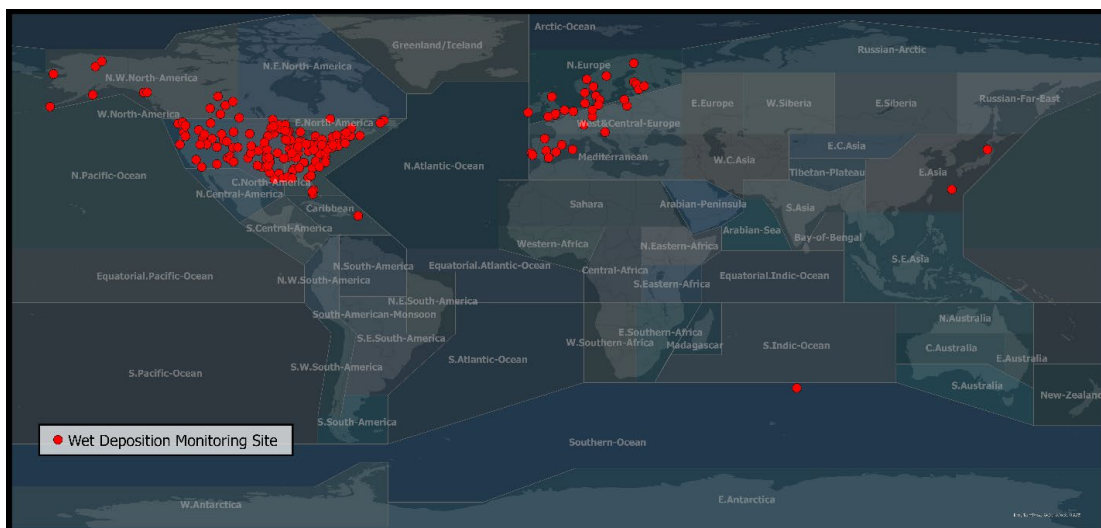 Arctic-Ocean
Greenland/Iceland
Russian-Arctic
N.E.North-America
N.Europe
N.W.North-America
E.Europe
W.Siberia
E.Siberia
Russian-Far-East
W.North-America
E.North-America
West&Central-Europe
E.C.Asia
Mediterranean
W.C.Asia
N.Atlantic-Ocean
N.Pacific-Ocean
Tibetan-Plateau
E.Asia
C.North-America
N.Central-America
Caribbean
Sahara
Arabian-Peninsula
S.Asia
S.Central-America
Arabian-Sea
Bay-of-Bengal
Western-Africa
N.Eastern-Africa
S.E.Asia
Equatorial.Pacific-Ocean
N.South-America
Equatorial.Atlantic-Ocean
Central-Africa
Equatorial.Indic-Ocean
N.W.South-America
S.Eastern-Africa
N.E.South-America
South-American-Monsoon
N.Australia
S.E.South-America
E.Southern-Africa
W.Southern-Africa
Madagascar
S.Indic-Ocean
C.Australia
S.Atlantic-Ocean
E.Australia
S.W.South-America
S.Pacific-Ocean
S.Australia
New-Zealand
S.South-America
Wet Deposition Monitoring Site
Southern-Ocean
W.Antarctica
E.Antarctica